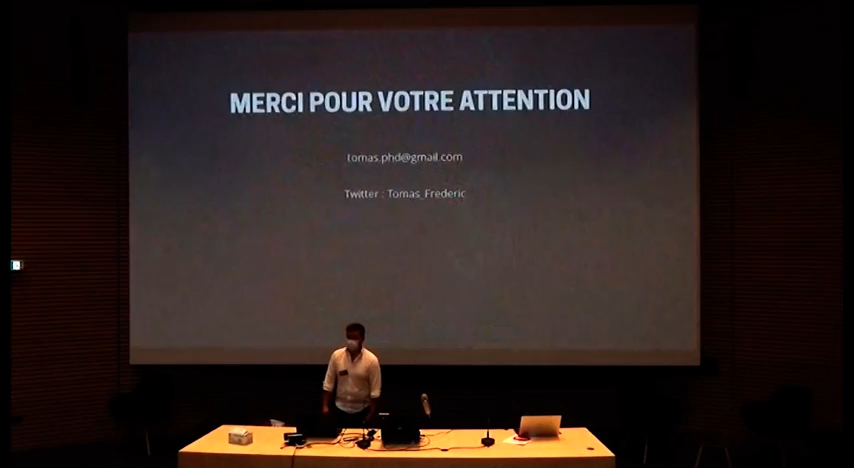 MERCI POUR VOTRE ATTENTION
tomas.phd@gmail.com
Twitter : Tomas_Frederic